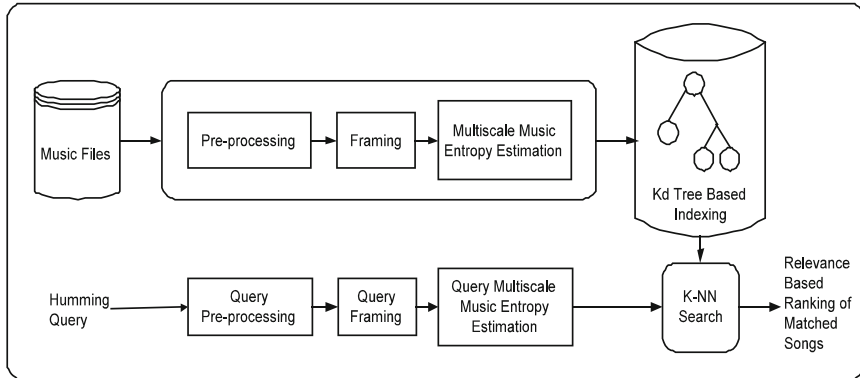 Music Files
Pre-processing
Framing
Multiscale Music
Entropy Estimation
Kd Tree Based
Indexing
Humming
Query
Query
Pre-processing
Query
Framing
Query Multiscale
Music Entropy
Estimation
K-NN
Search
Relevance
Based
Ranking of
Matched
Songs